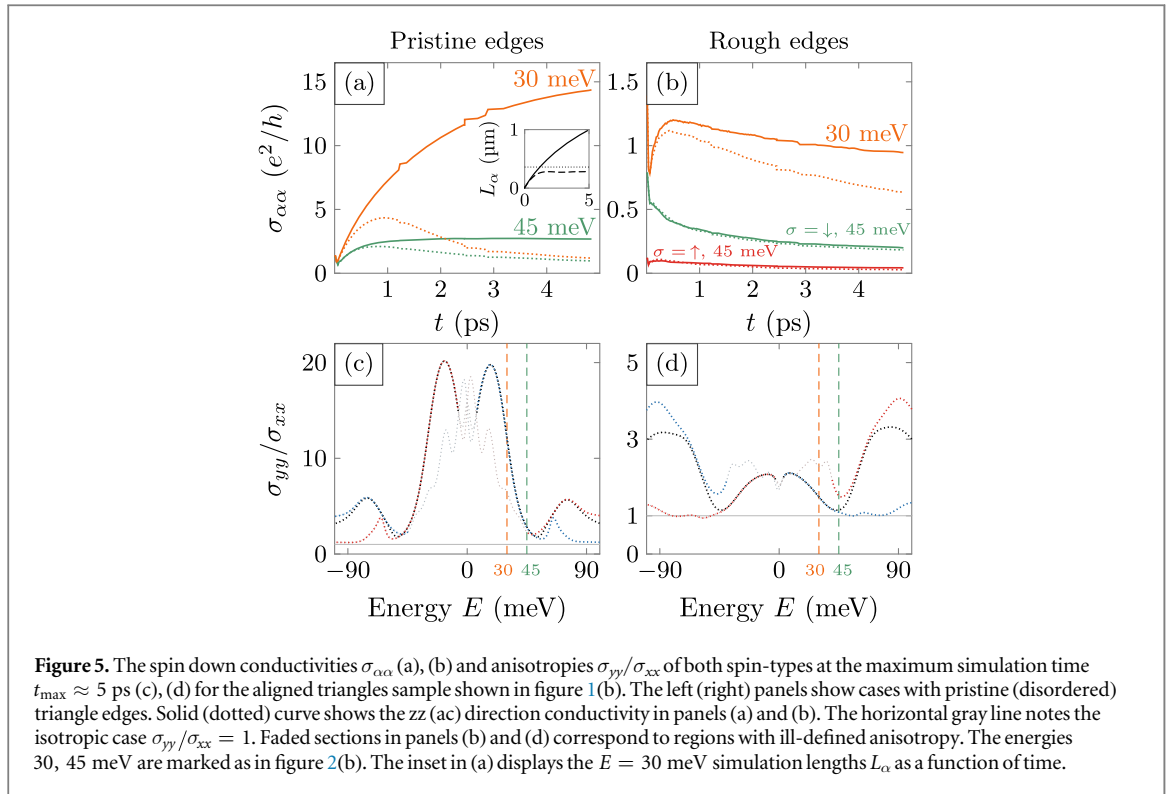 Pristine edges
Rough edges
(a)
30 meV
45 meV
15
10
5
0
σαα (e²/h)
1 2 3 4
t (ps)
Lα (μm)
1
0
0 5
(b)
30 meV
σ = ↓, 45 meV
σ = ↑, 45 meV
1.5
1
0.5
0
1 2 3 4
t (ps)
(c)
20
10
0
σyy/σxx
−90 0 30 45 90
Energy E (meV)
(d)
5
3
1
0
−90 0 30 45 90
Energy E (meV)
Figure 5. The spin down conductivities σαα (a), (b) and anisotropies σyy/σxx of both spin-types at the maximum simulation time
tmax ≈ 5 ps (c), (d) for the aligned triangles sample shown in figure 1(b). The left (right) panels show cases with pristine (disordered)
triangle edges. Solid (dotted) curve shows the zz (ac) direction conductivity in panels (a) and (b). The horizontal gray line notes the
isotropic case σyy/σxx = 1. Faded sections in panels (b) and (d) correspond to regions with ill-defined anisotropy. The energies
30, 45 meV are marked as in figure 2(b). The inset in (a) displays the E = 30 meV simulation lengths Lα as a function of time.